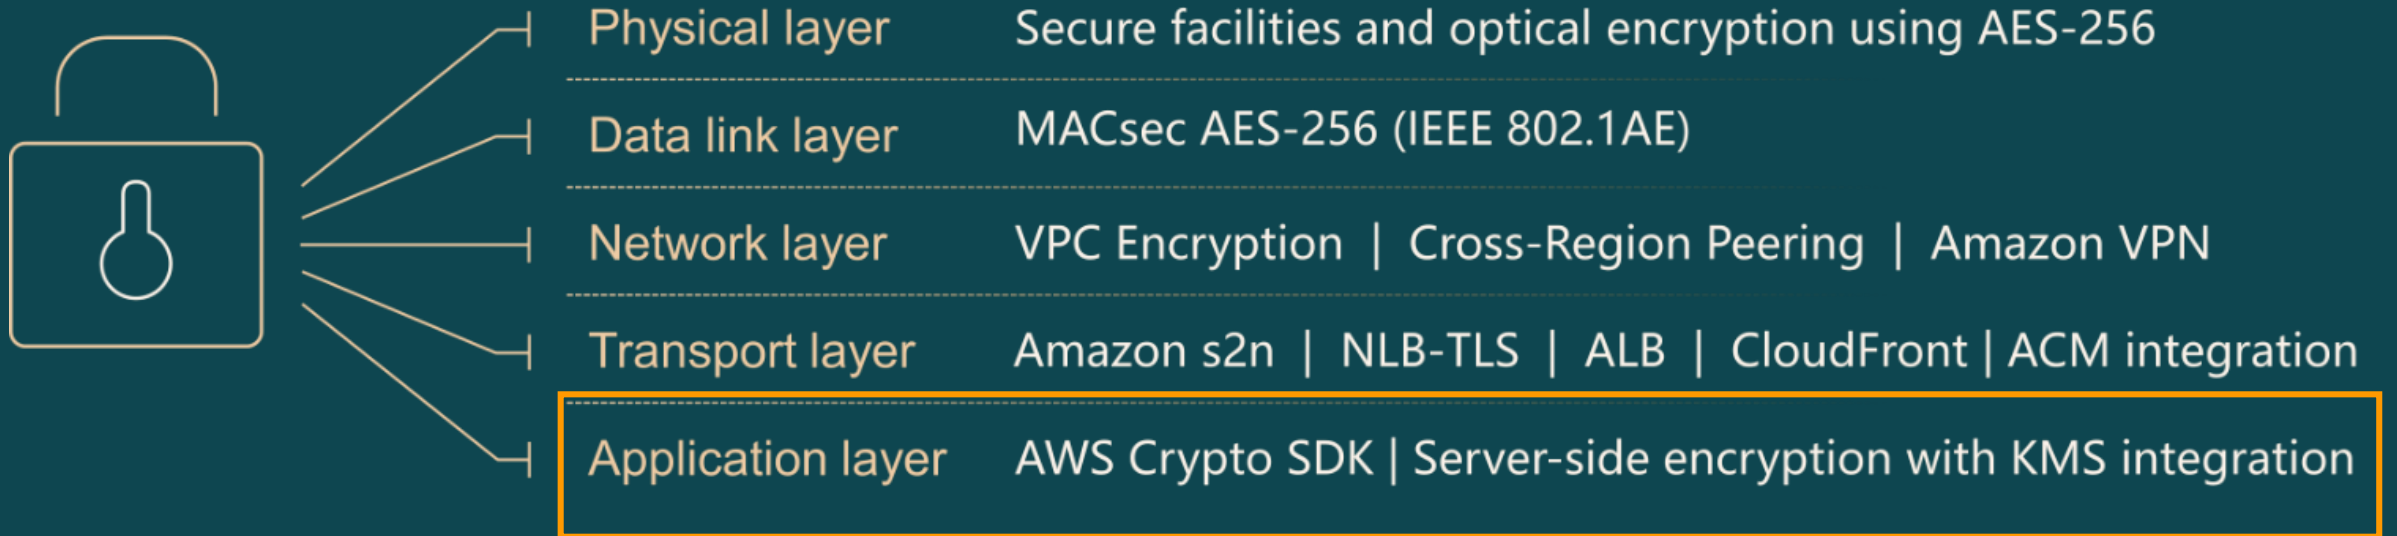 Physical layer Secure facilities and optical encryption using AES-256
Data link layer MACsec AES-256 (IEEE 802.1AE)
Network layer VPC Encryption | Cross-Region Peering | Amazon VPN
Transport layer Amazon s2n | NLB-TLS | ALB | CloudFront | ACM integration
Application layer AWS Crypto SDK | Server-side encryption with KMS integration